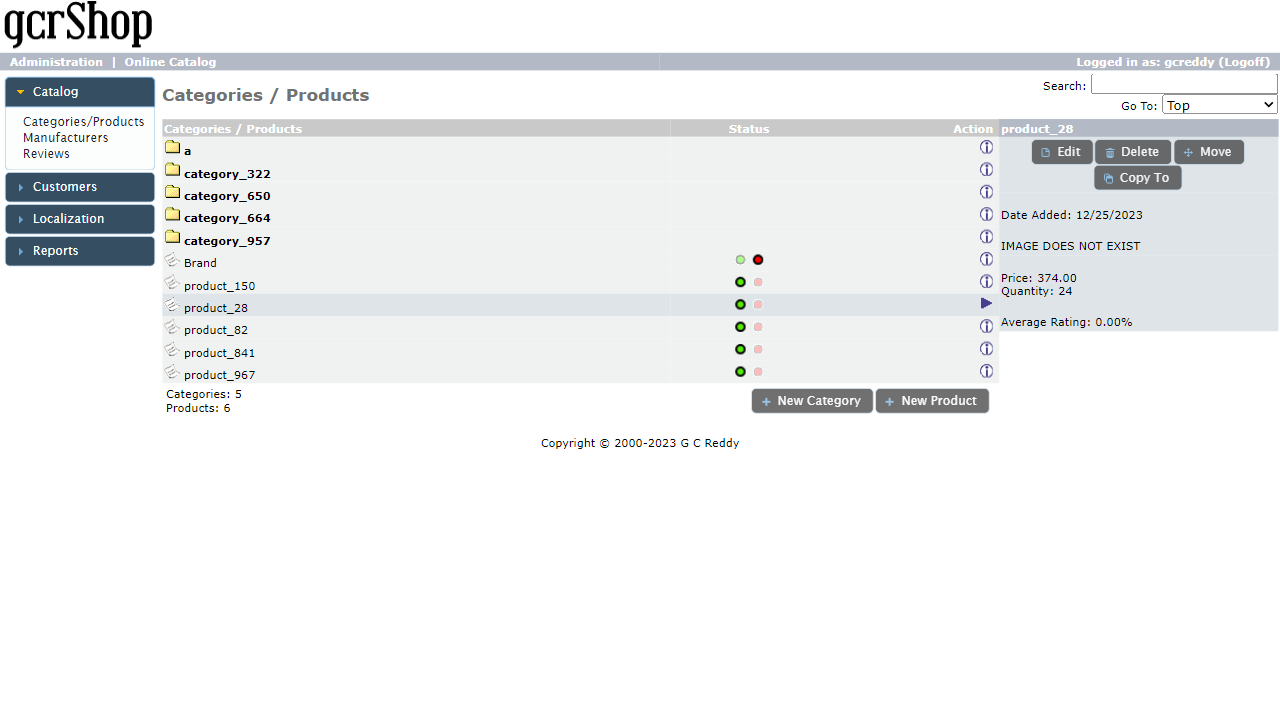 gcrShop
Administration | Online Catalog
Logged in as: gcreddy (Logoff)
Catalog
Categories/Products
Manufacturers
Reviews
Customers
Localization
Reports
Categories / Products
Search:
Go To: Top
Categories / Products Status Action
a
category_322
category_650
category_664
category_957
Brand
product_150
product_28
product_82
product_841
product_967
Categories: 5
Products: 6
New Category New Product
product_28
Edit Delete Move
Copy To
Date Added: 12/25/2023
IMAGE DOES NOT EXIST
Price: 374.00
Quantity: 24
Average Rating: 0.00%
Copyright © 2000-2023 G C Reddy